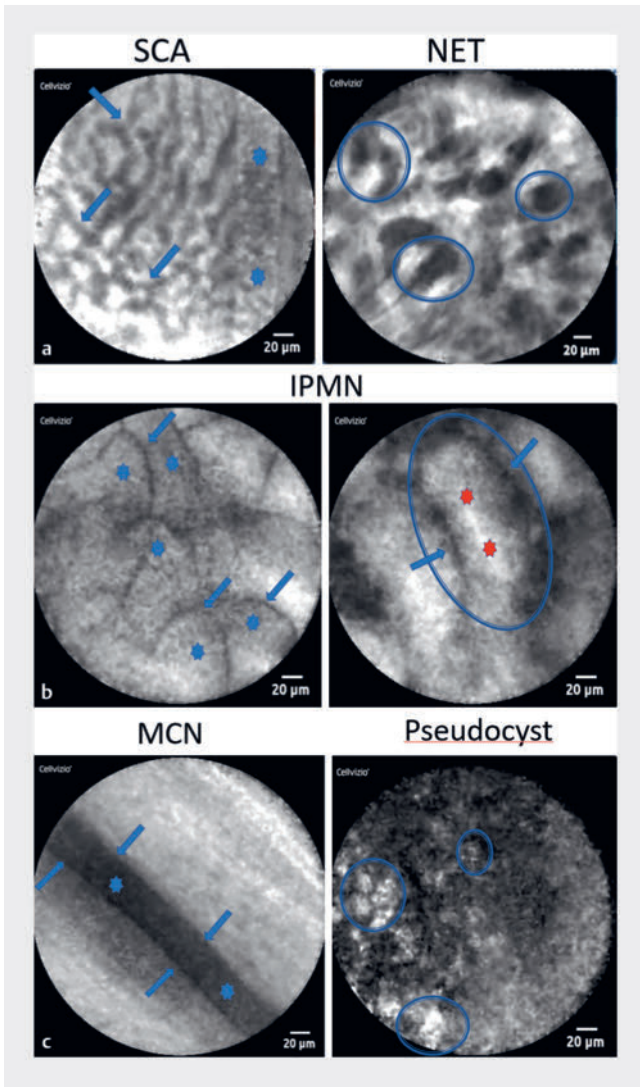 SCA NET
Cellvizio' Cellvizio'
a 20 µm 20 µm
IPMN
Cellvizio' Cellvizio'
b 20 µm 20 µm
MCN Pseudocyst
Cellvizio' Cellvizio'
c 20 µm 20 µm